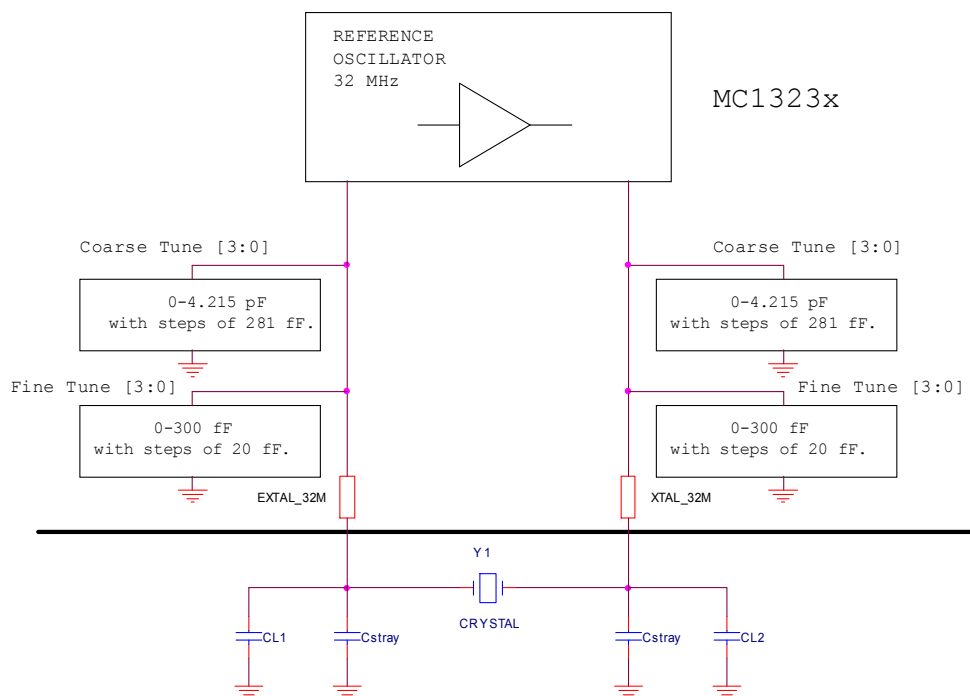 REFERENCE
OSCILLATOR
32 MHz
MC1323x
Coarse Tune [3:0]
Coarse Tune [3:0]
0-4.215 pF
with steps of 281 fF.
0-4.215 pF
with steps of 281 fF.
Fine Tune [3:0]
Fine Tune [3:0]
0-300 fF
with steps of 20 fF.
0-300 fF
with steps of 20 fF.
EXTAL_32M
XTAL_32M
Y1
CRYSTAL
CL1
Cstray
Cstray
CL2